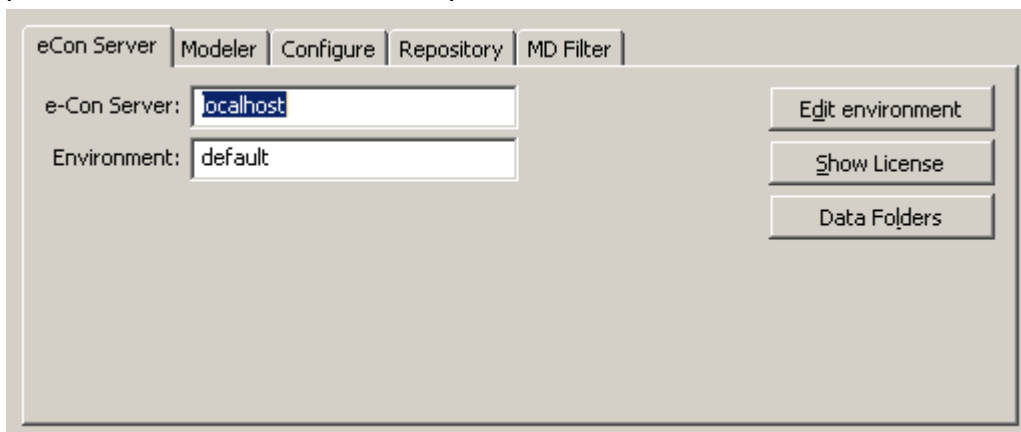 eCon Server Modeler Configure Repository MD Filter
e-Con Server: localhost Edit environment
Environment: default Show License
Data Folders